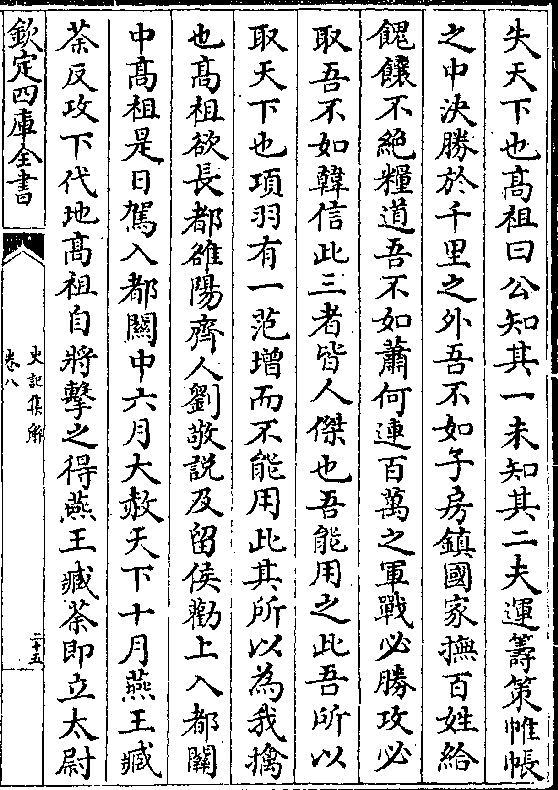 失天下也髙祖曰公知其一未知其二夫運籌策帷帳
之中決勝於千里之外吾不如子房鎮國家撫百姓給
餽饟不絶糧道吾不如蕭何連百萬之軍戰必勝攻必
取吾不如韓信此三者皆人傑也吾能用之此吾所以
取天下也項羽有一范増而不能用此其所以為我擒
也髙祖欲長都雒陽齊人劉敬説及留侯勸上入都闗
中髙祖是日駕入都闗中六月大赦天下十月燕王臧
荼反攻下代地髙祖自將擊之得燕王臧荼即立太尉
欽定四庫全書
史記集解
卷八
二十五